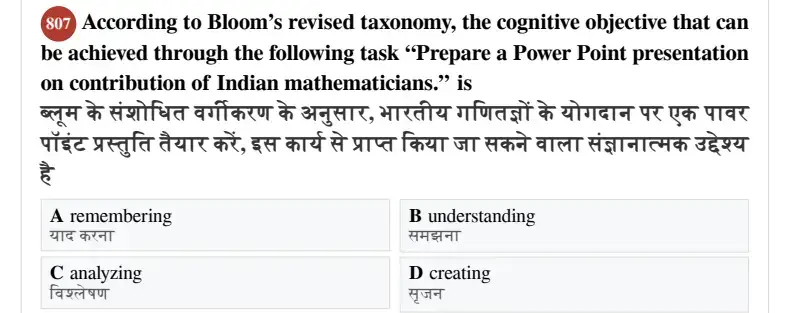 807 According to Bloom’s revised taxonomy, the cognitive objective that can
be achieved through the following task “Prepare a Power Point presentation
on contribution of Indian mathematicians.” is
ब्लूम के संशोधित वर्गीकरण के अनुसार, भारतीय गणितज्ञों के योगदान पर एक पावर
पॉइंट प्रस्तुति तैयार करें, इस कार्य से प्राप्त किया जा सकने वाला संज्ञानात्मक उद्देश्य
है
A remembering
याद करना
B understanding
समझना
C analyzing
विश्लेषण
D creating
सृजन